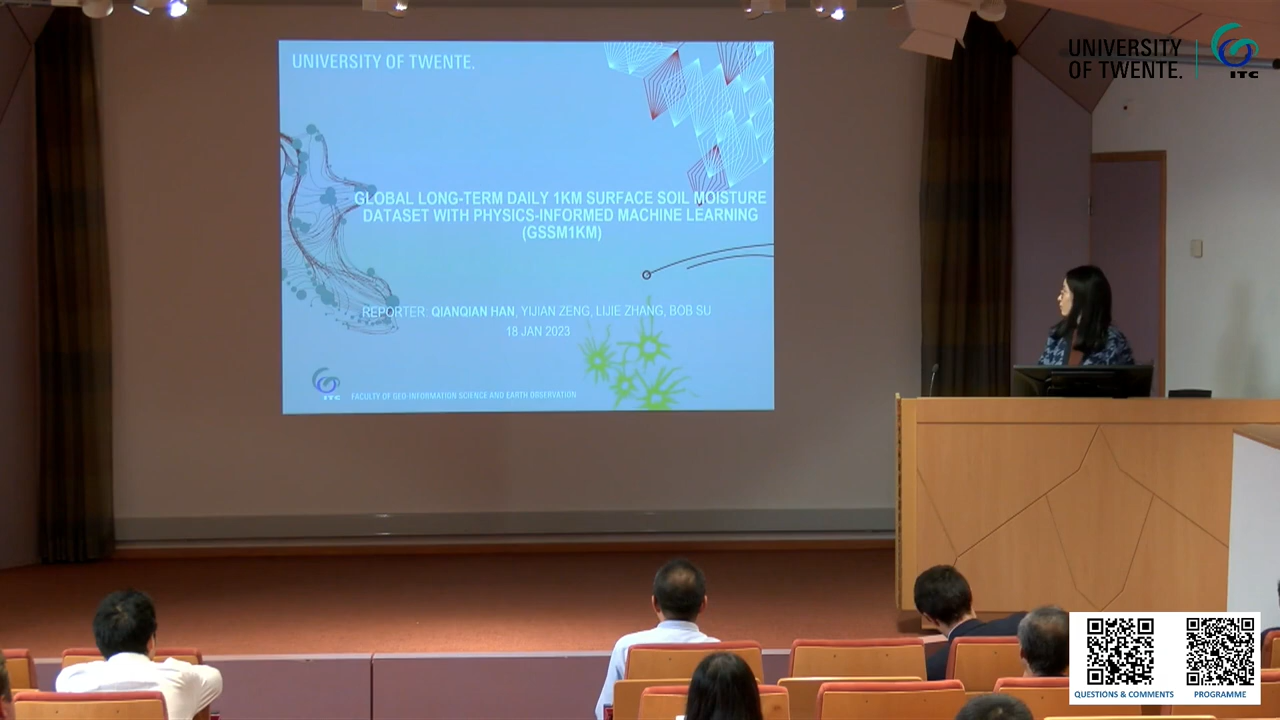 UNIVERSITY OF TWENTE.
GLOBAL LONG-TERM DAILY 1KM SURFACE SOIL MOISTURE
DATASET WITH PHYSICS-INFORMED MACHINE LEARNING
(GSSM1KM)
REPORTER QIANQIAN HAN, YIJIAN ZENG, LIJIE ZHANG, BOB SU
18 JAN 2023
ITC
FACULTY OF GEO-INFORMATION SCIENCE AND EARTH OBSERVATION
UNIVERSITY
OF TWENTE.
ITC
QUESTIONS & COMMENTS
PROGRAMME